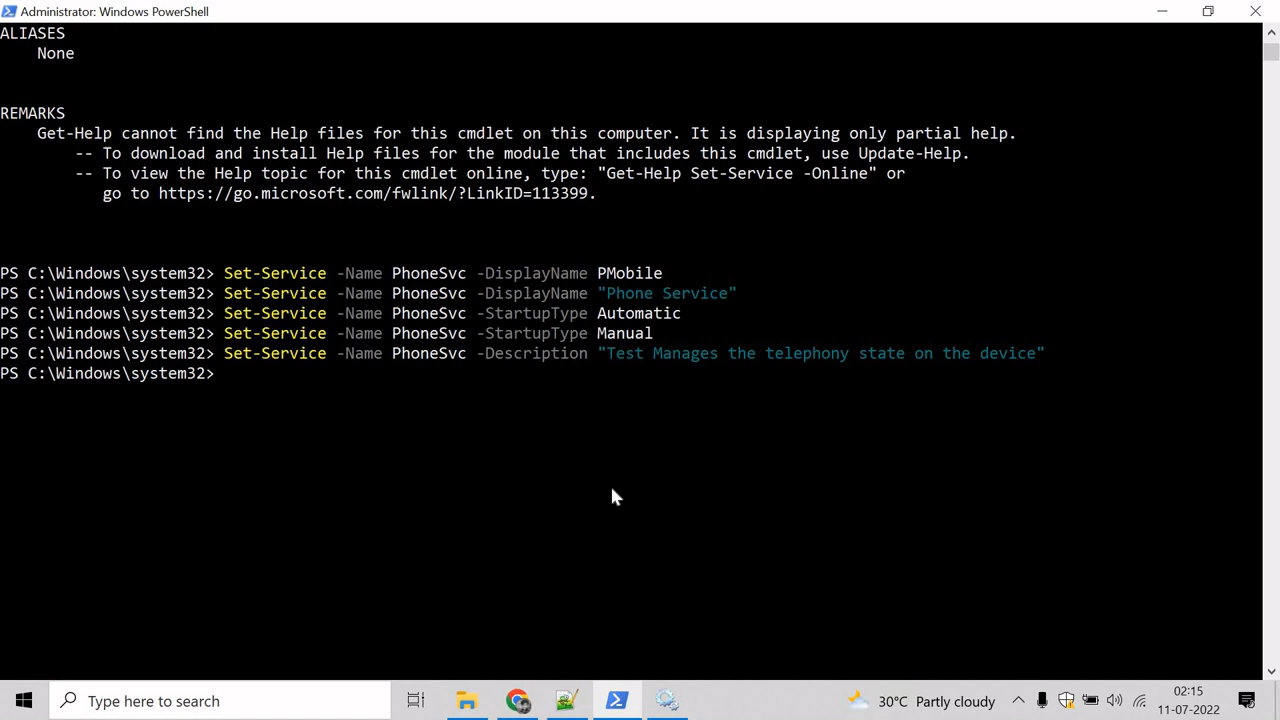 Administrator: Windows PowerShell
ALIASES
None
REMARKS
Get-Help cannot find the Help files for this cmdlet on this computer. It is displaying only partial help.
-- To download and install Help files for the module that includes this cmdlet, use Update-Help.
-- To view the Help topic for this cmdlet online, type: "Get-Help Set-Service -Online" or
go to https://go.microsoft.com/fwlink/?LinkID=113399.
PS C:\Windows\system32> Set-Service -Name PhoneSvc -DisplayName PMobile
PS C:\Windows\system32> Set-Service -Name PhoneSvc -DisplayName "Phone Service"
PS C:\Windows\system32> Set-Service -Name PhoneSvc -StartupType Automatic
PS C:\Windows\system32> Set-Service -Name PhoneSvc -StartupType Manual
PS C:\Windows\system32> Set-Service -Name PhoneSvc -Description "Test Manages the telephony state on the device"
PS C:\Windows\system32>
Type here to search
30°C Partly cloudy
02:15
11-07-2022